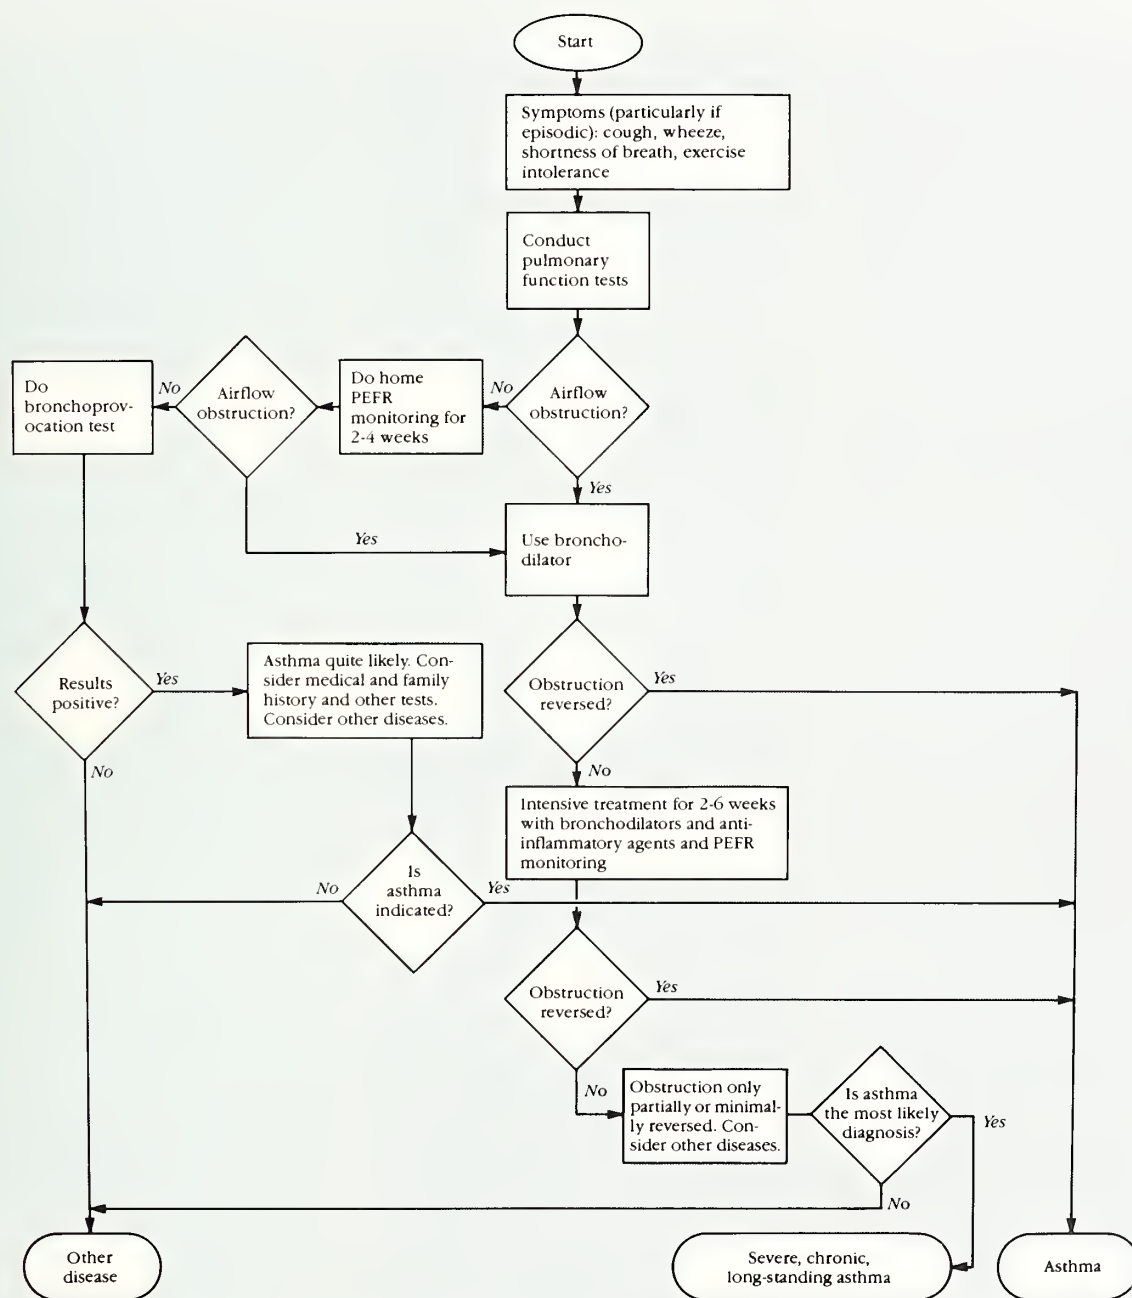 Start
Symptoms (particularly if
episodic): cough, wheeze,
shortness of breath, exercise
intolerance
Conduct
pulmonary
function tests
Do
bronchoprov-
ocation test
No
Airflow
obstruction?
Do home
PEFR
monitoring for
2-4 weeks
No
Airflow
obstruction?
Yes
Yes
Use broncho-
dilator
Results
positive?
Yes
No
Asthma quite likely. Con-
sider medical and family
history and other tests.
Consider other diseases.
Obstruction
reversed?
Yes
No
Intensive treatment for 2-6 weeks
with bronchodilators and anti-
inflammatory agents and PEFR
monitoring
No
Is
asthma
indicated?
Yes
Obstruction
reversed?
Yes
No
Obstruction only
partially or minimal-
ly reversed. Con-
sider other diseases.
Is asthma
the most likely
diagnosis?
Yes
No
Other
disease
Severe, chronic,
long-standing asthma
Asthma